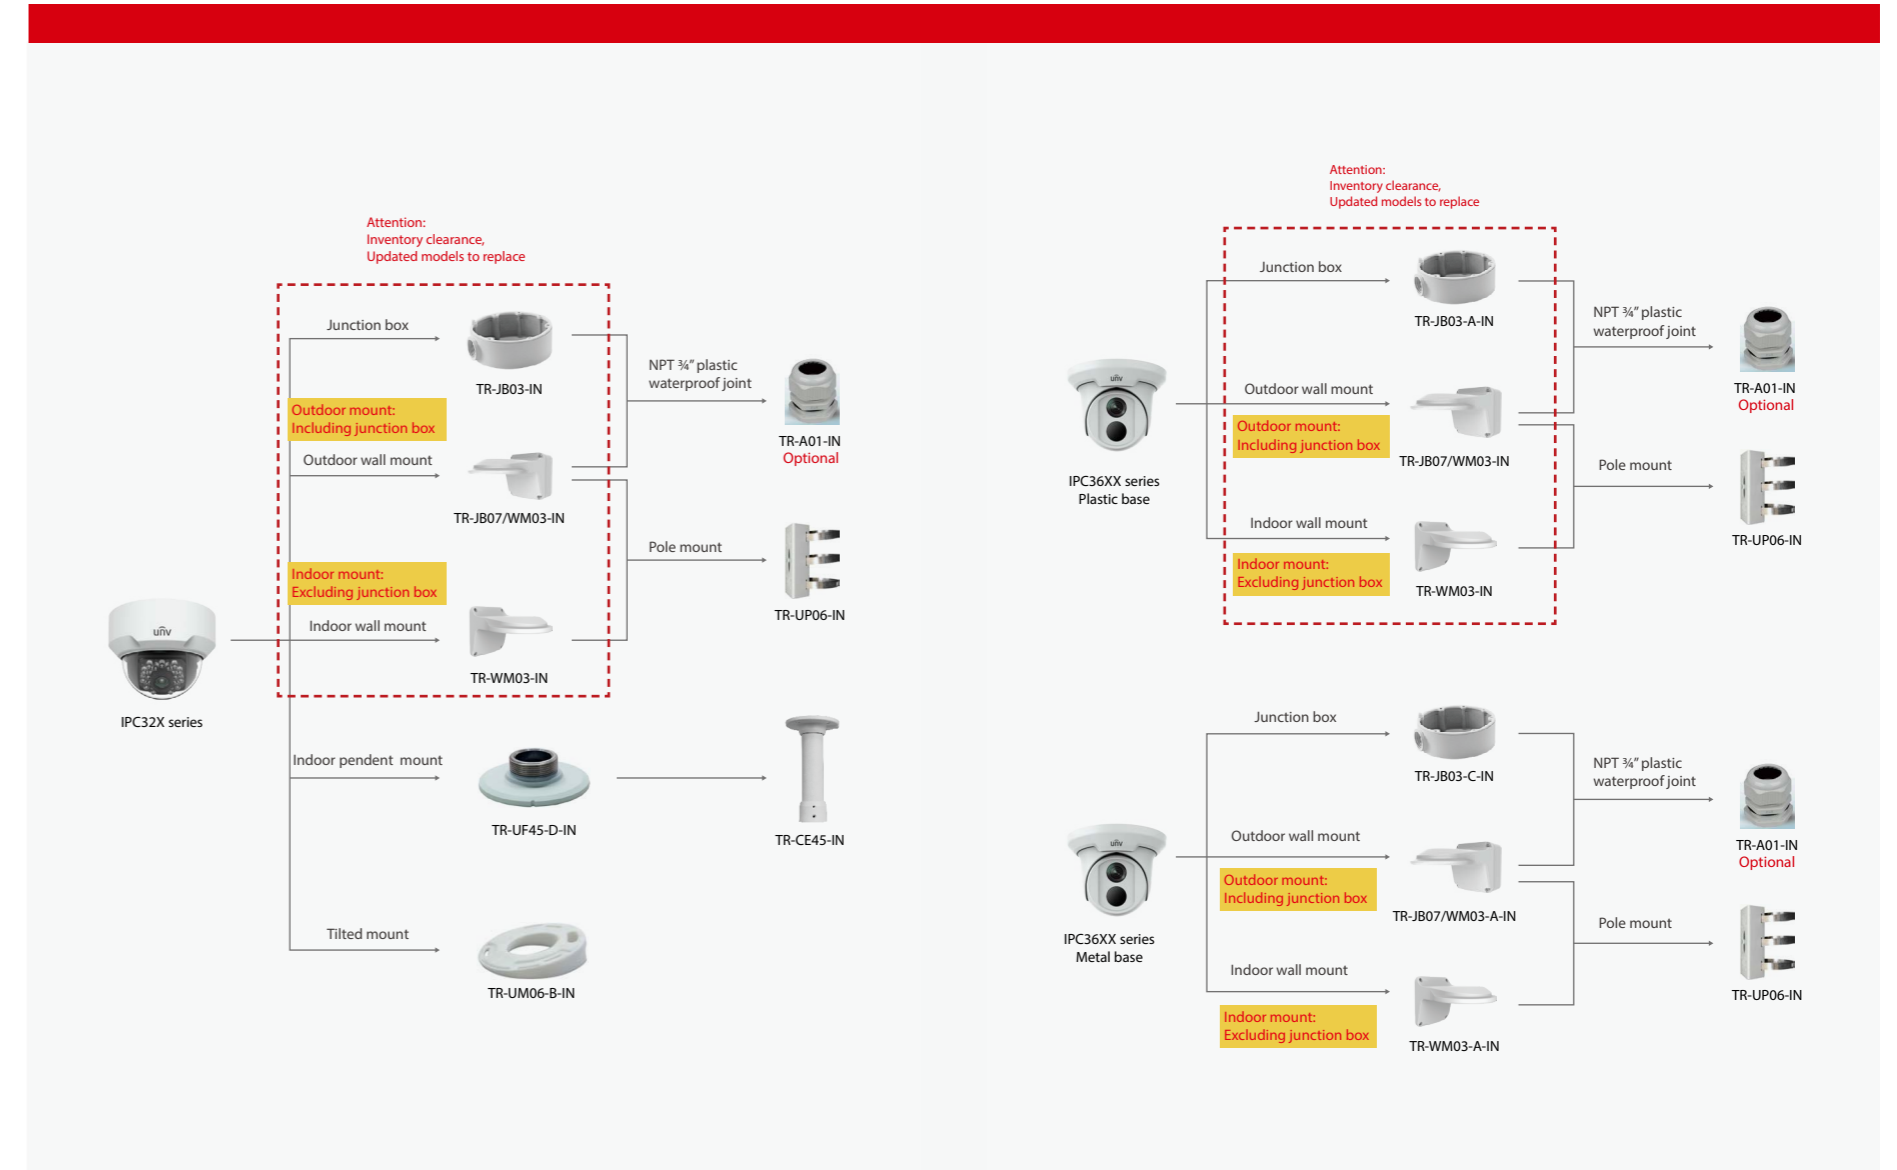 Attention:
Inventory clearance,
Updated models to replace
Junction box
TR-JB03-IN
Outdoor mount:
Including junction box
Outdoor wall mount
TR-JB07/WM03-IN
Indoor mount:
Excluding junction box
Indoor wall mount
TR-WM03-IN
NPT ¾” plastic
waterproof joint
TR-A01-IN
Optional
Pole mount
TR-UP06-IN
unv
IPC32X series
Indoor pendent mount
TR-UF45-D-IN
TR-CE45-IN
Tilted mount
TR-UM06-B-IN
Attention:
Inventory clearance,
Updated models to replace
Junction box
TR-JB03-A-IN
NPT ¾” plastic
waterproof joint
TR-A01-IN
Optional
unv
IPC36XX series
Plastic base
Outdoor wall mount
Outdoor mount:
Including junction box
TR-JB07/WM03-IN
Pole mount
TR-UP06-IN
Indoor wall mount
Indoor mount:
Excluding junction box
TR-WM03-IN
Junction box
TR-JB03-C-IN
NPT ¾” plastic
waterproof joint
TR-A01-IN
Optional
unv
IPC36XX series
Metal base
Outdoor wall mount
Outdoor mount:
Including junction box
TR-JB07/WM03-A-IN
Pole mount
TR-UP06-IN
Indoor wall mount
Indoor mount:
Excluding junction box
TR-WM03-A-IN